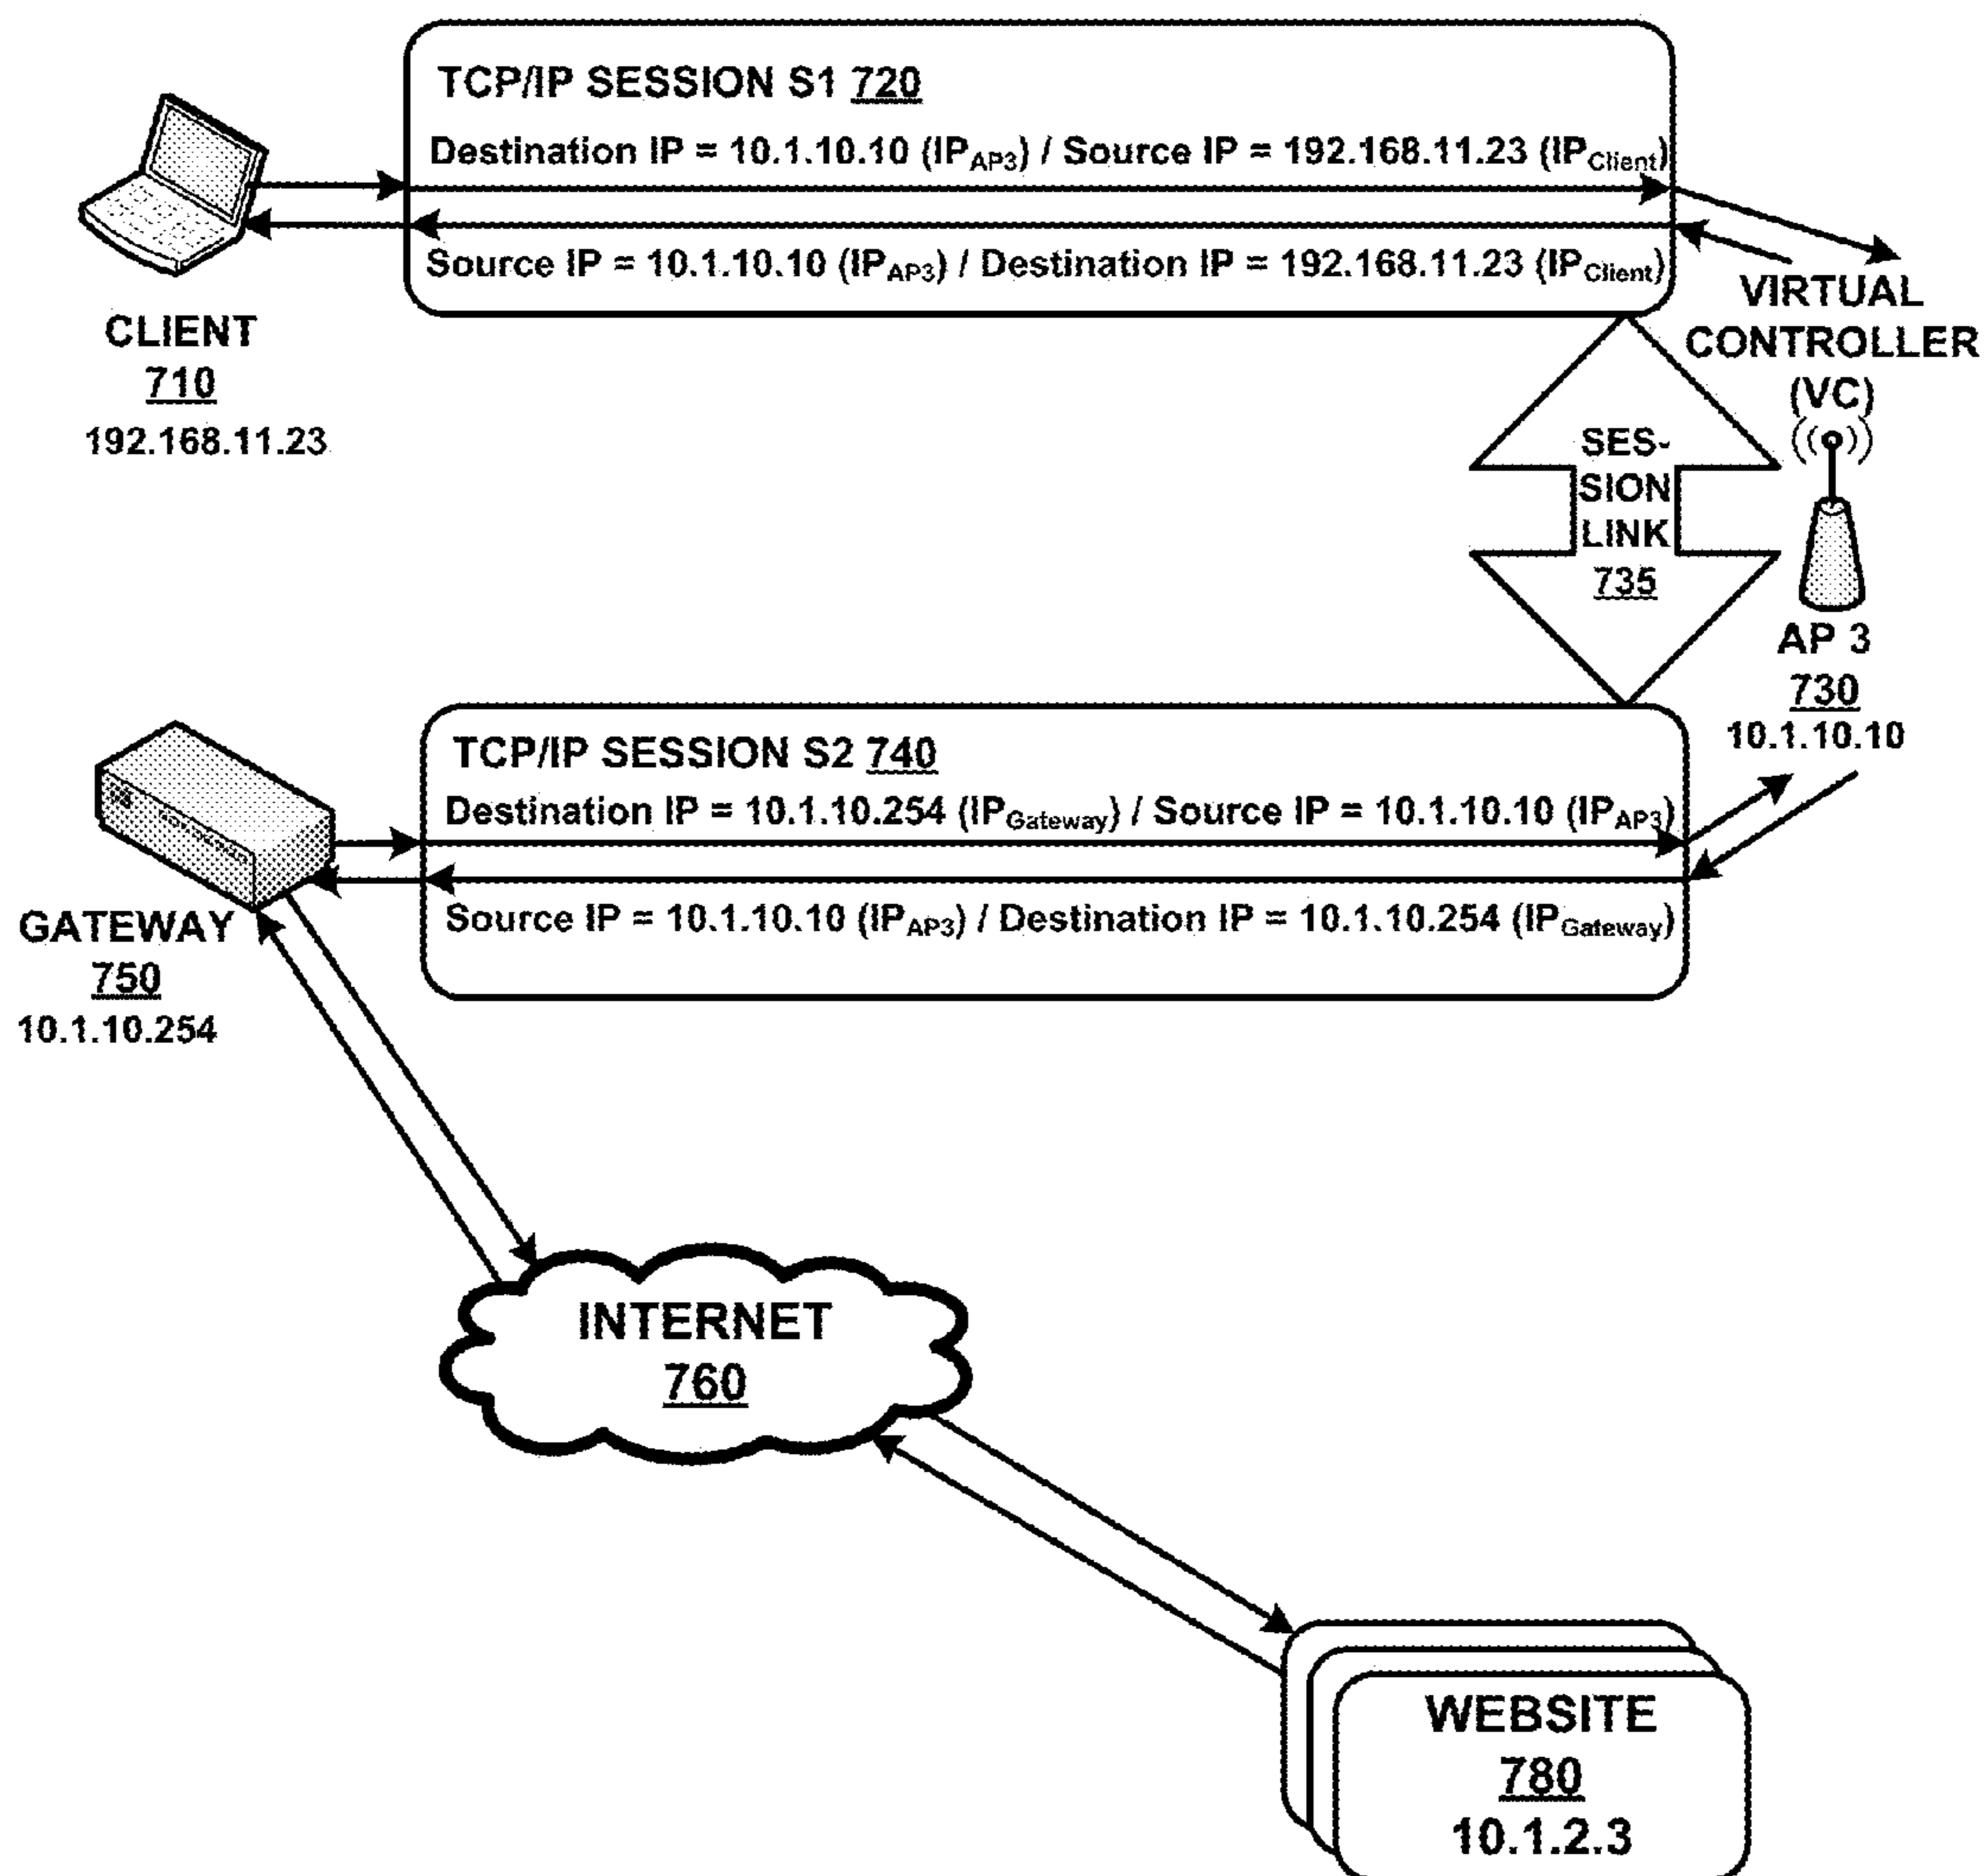 TCP/IP SESSION S1 720
Destination IP = 10.1.10.10 (IPAP3) / Source IP = 192.168.11.23 (IPClient)
Source IP = 10.1.10.10 (IPAP3) / Destination IP = 192.168.11.23 (IPClient)
CLIENT
710
192.168.11.23
VIRTUAL
CONTROLLER
(VC)
SES-
SION
LINK
735
AP 3
730
10.1.10.10
TCP/IP SESSION S2 740
Destination IP = 10.1.10.254 (IPGateway) / Source IP = 10.1.10.10 (IPAP3)
Source IP = 10.1.10.10 (IPAP3) / Destination IP = 10.1.10.254 (IPGateway)
GATEWAY
750
10.1.10.254
INTERNET
760
WEBSITE
780
10.1.2.3